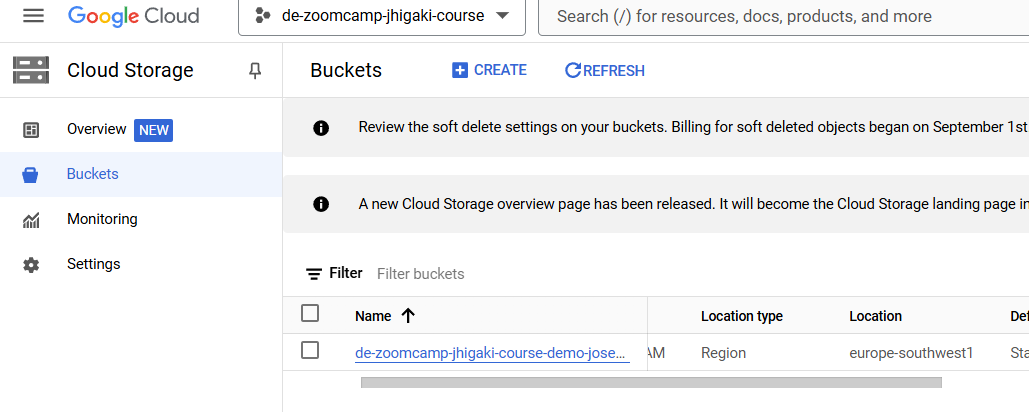 Google Cloud
de-zoomcamp-jhigaki-course
Search (/) for resources, docs, products, and more
Cloud Storage
Buckets
CREATE
REFRESH
Overview NEW
Buckets
Monitoring
Settings
Review the soft delete settings on your buckets. Billing for soft deleted objects began on September 1st
A new Cloud Storage overview page has been released. It will become the Cloud Storage landing page in
Filter Filter buckets
Name Location type Location
de-zoomcamp-jhigaki-course-demo-jose... AM Region europe-southwest1